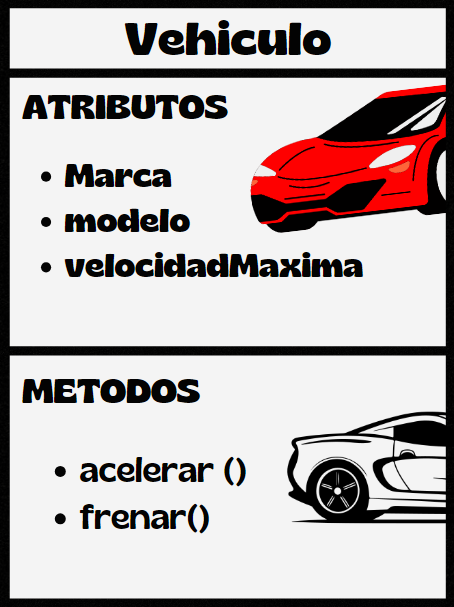 Vehiculo
ATRIBUTOS
• Marca
• modelo
• velocidadMaxima
METODOS
• acelerar ()
• frenar()